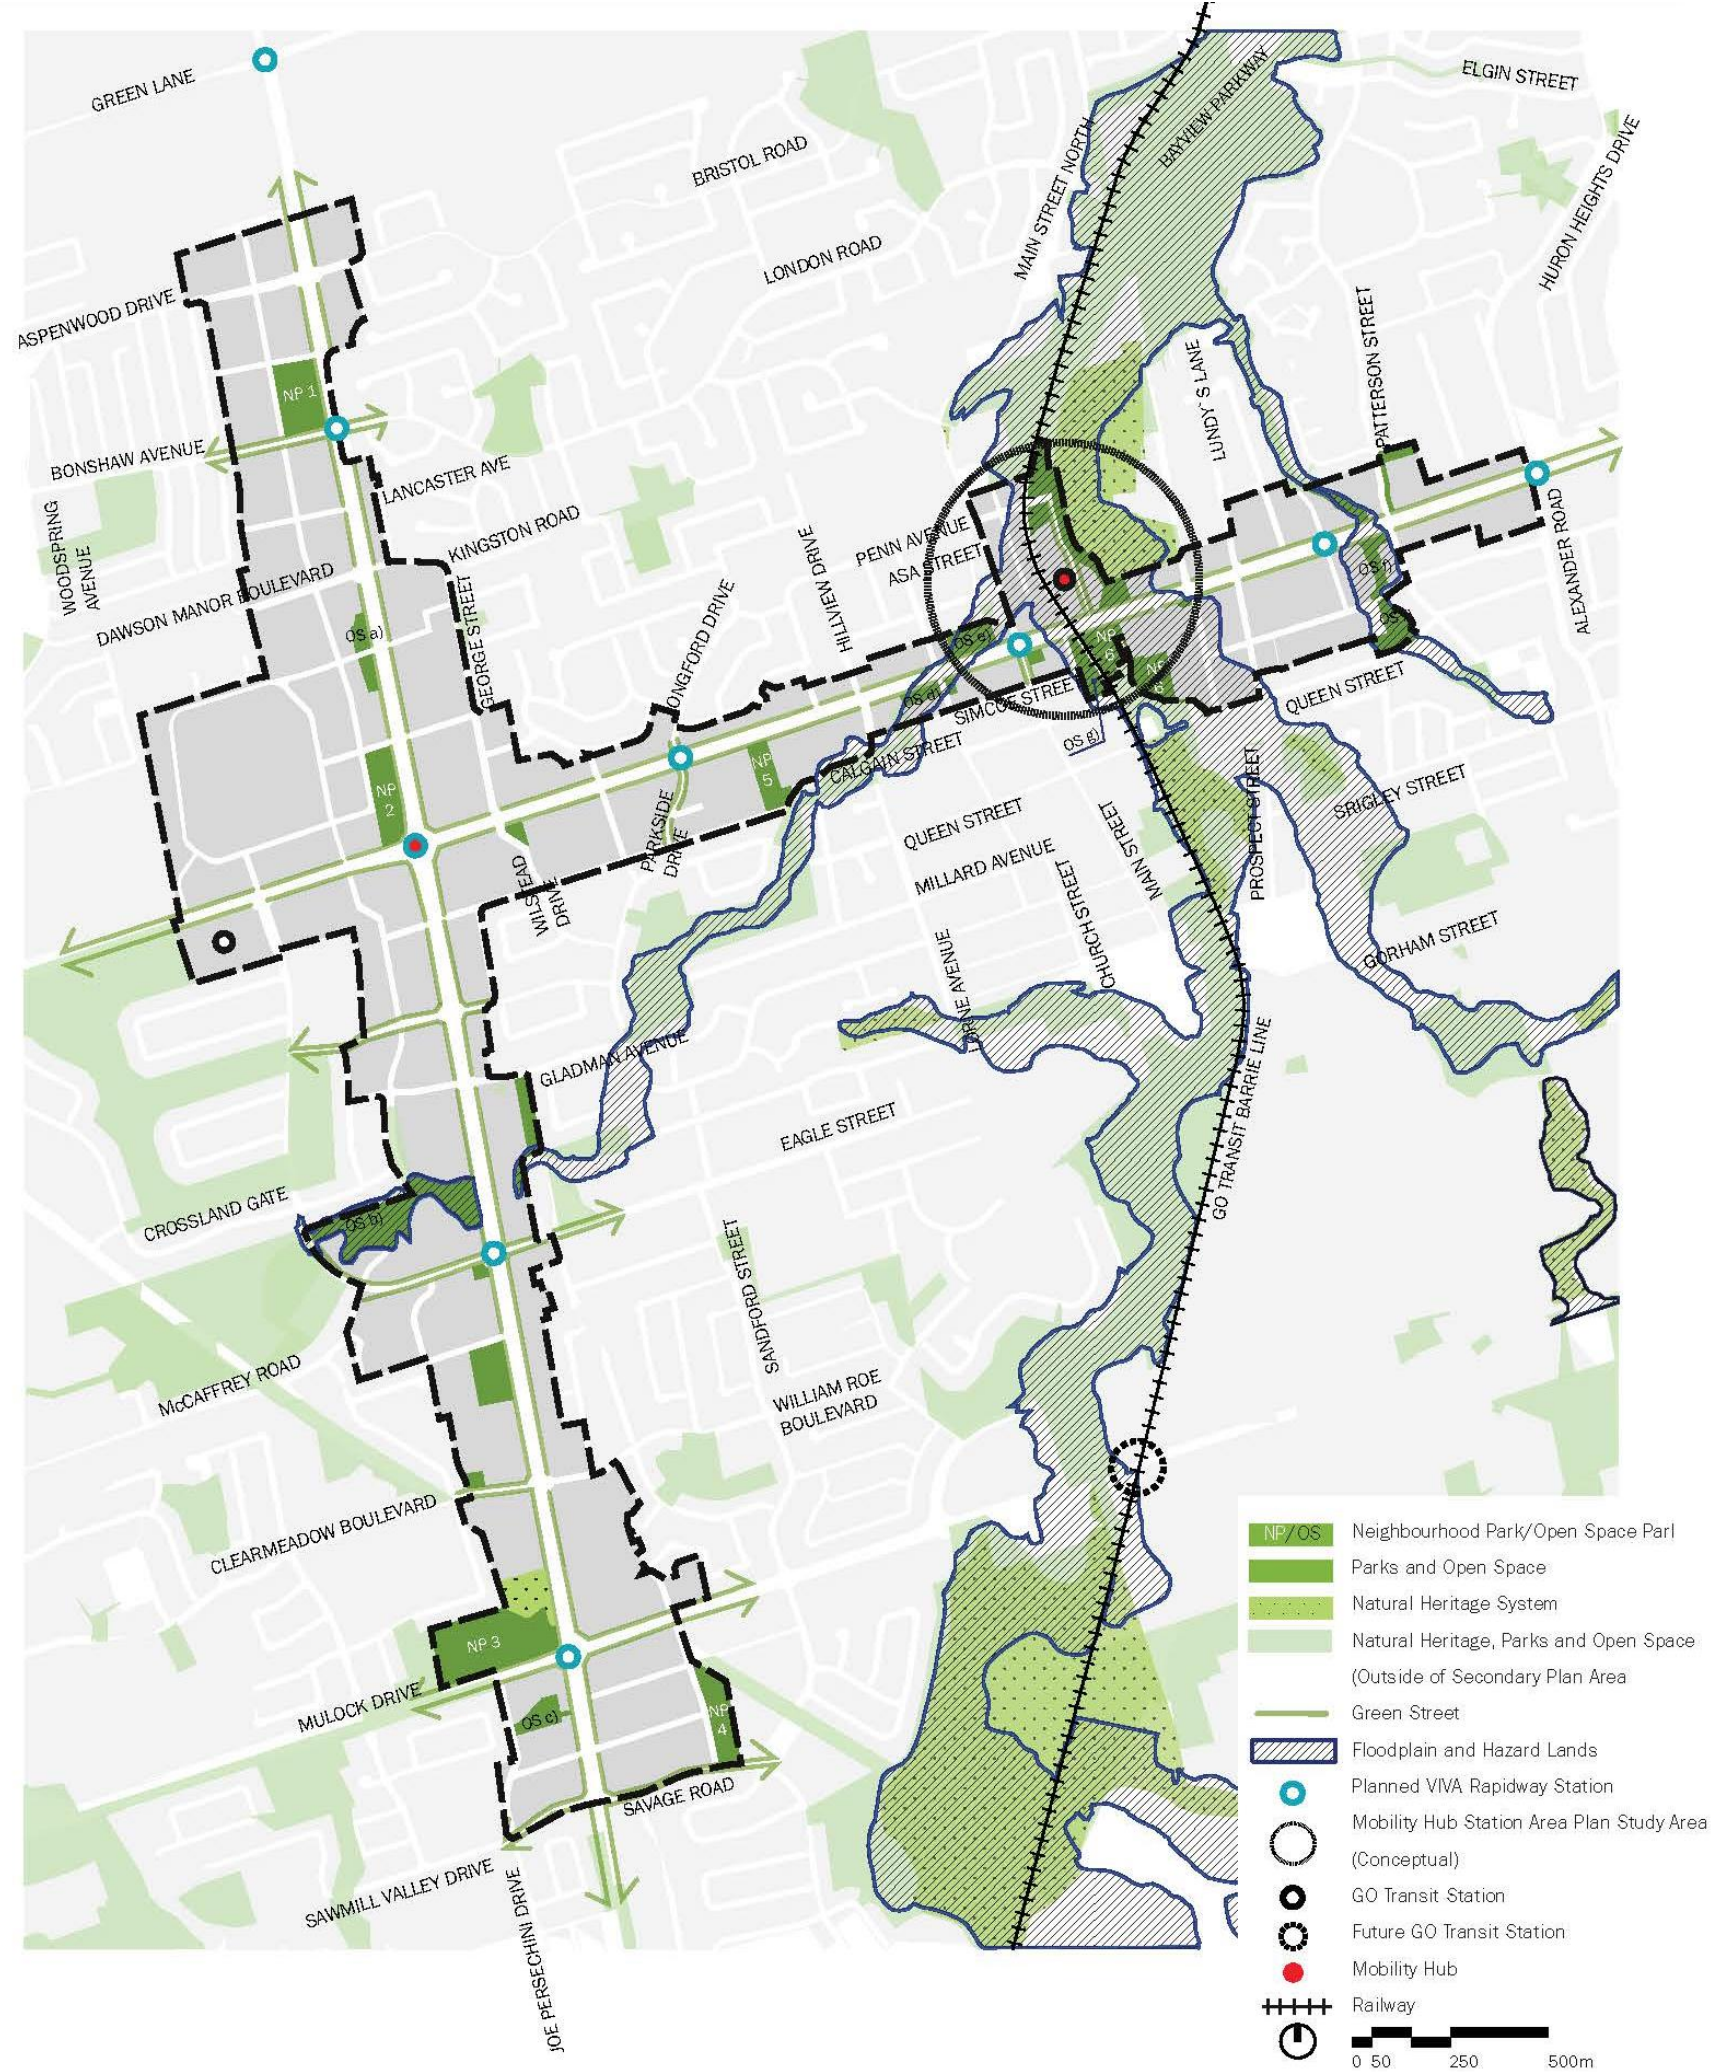 GREEN LANE
ELGIN STREET
BAYVIEW PARKWAY
MAIN STREET NORTH
BRISTOL ROAD
HURON HEIGHTS DRIVE
LONDON ROAD
ASPENWOOD DRIVE
PATTERSON STREET
LUNDY'S LANE
NP 1
BONSHAW AVENUE
LANCASTER AVE
KINGSTON ROAD
WOODSPRING
AVENUE
PENN AVENUE
ASA STREET
HILLVIEW DRIVE
ALEXANDER ROAD
DAWSON MANOR BOULEVARD
GEORGE STREET
LONGFORD DRIVE
OS a)
OS f)
OS
OS e)
NP
6
NP
6
OS d)
SIMCOE STREET
QUEEN STREET
OS g)
CALGAIN STREET
NP
5
NP
2
PARKSIDE
DRIVE
QUEEN STREET
MAIN STREET
PROSPECT STREET
SRIGLEY STREET
MILLARD AVENUE
WILSTEAD
DRIVE
CHURCH STREET
LORNE AVENUE
GORHAM STREET
GLADMAN AVENUE
GO TRANSIT BARRIE LINE
EAGLE STREET
CROSSLAND GATE
OS b)
SANDFORD STREET
McCAFFREY ROAD
WILLIAM ROE
BOULEVARD
CLEARMEADOW BOULEVARD
NP 3
MULOCK DRIVE
OS c)
NP
4
SAVAGE ROAD
SAWMILL VALLEY DRIVE
JOE PERSECHINI DRIVE
NP/OS Neighbourhood Park/Open Space Parl
Parks and Open Space
Natural Heritage System
Natural Heritage, Parks and Open Space
(Outside of Secondary Plan Area
Green Street
Floodplain and Hazard Lands
Planned VIVA Rapidway Station
Mobility Hub Station Area Plan Study Area
(Conceptual)
GO Transit Station
Future GO Transit Station
Mobility Hub
Railway
0 50 250 500m